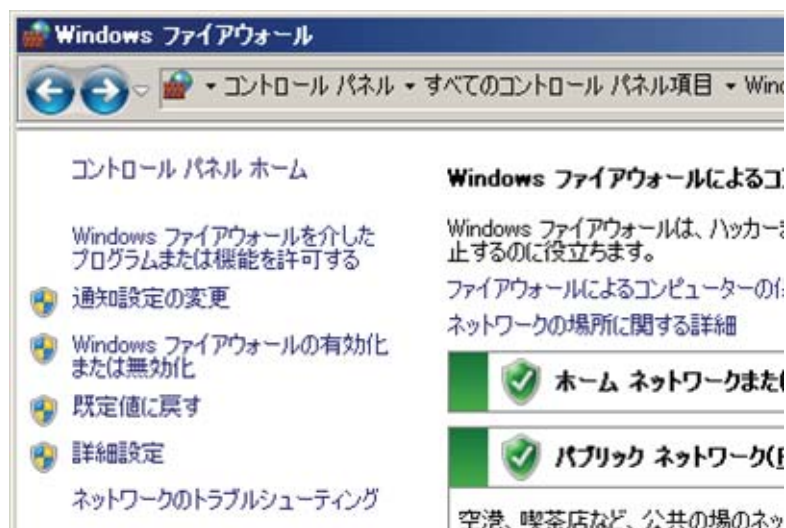 Windows ファイアウォール
コントロール パネル ▾ すべてのコントロール パネル項目 ▾
コントロール パネル ホーム
Windows ファイアウォールを介した
プログラムまたは機能を許可する
通知設定の変更
Windows ファイアウォールの有効化
または無効化
既定値に戻す
詳細設定
ネットワークのトラブルシューティング
Windows ファイアウォールによる
Windows ファイアウォールは、ハッカー
止するのに役立ちます。
ファイアウォールによるコンピューターの
ネットワークの場所に関する詳細
ホーム ネットワークまた
パブリック ネットワーク(
空港、喫茶店など、公共の場のネッ